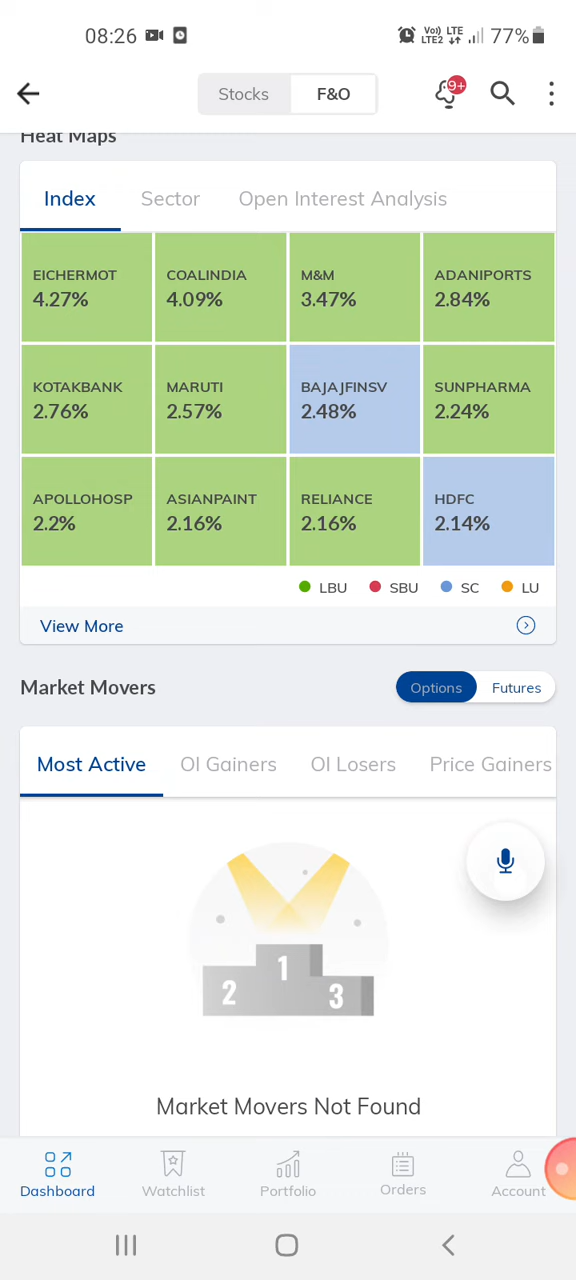 08:26 Vo) LTE LTE2 77%
Stocks F&O 9+
Heat Maps
Index Sector Open Interest Analysis
EICHERMOT COALINDIA M&M ADANIPORTS
4.27% 4.09% 3.47% 2.84%
KOTAKBANK MARUTI BAJAJFINSV SUNPHARMA
2.76% 2.57% 2.48% 2.24%
APOLLOHOSP ASIANPAINT RELIANCE HDFC
2.2% 2.16% 2.16% 2.14%
LBU SBU SC LU
View More
Market Movers Options Futures
Most Active OI Gainers OI Losers Price Gainers
1
2 3
Market Movers Not Found
Dashboard Watchlist Portfolio Orders Account